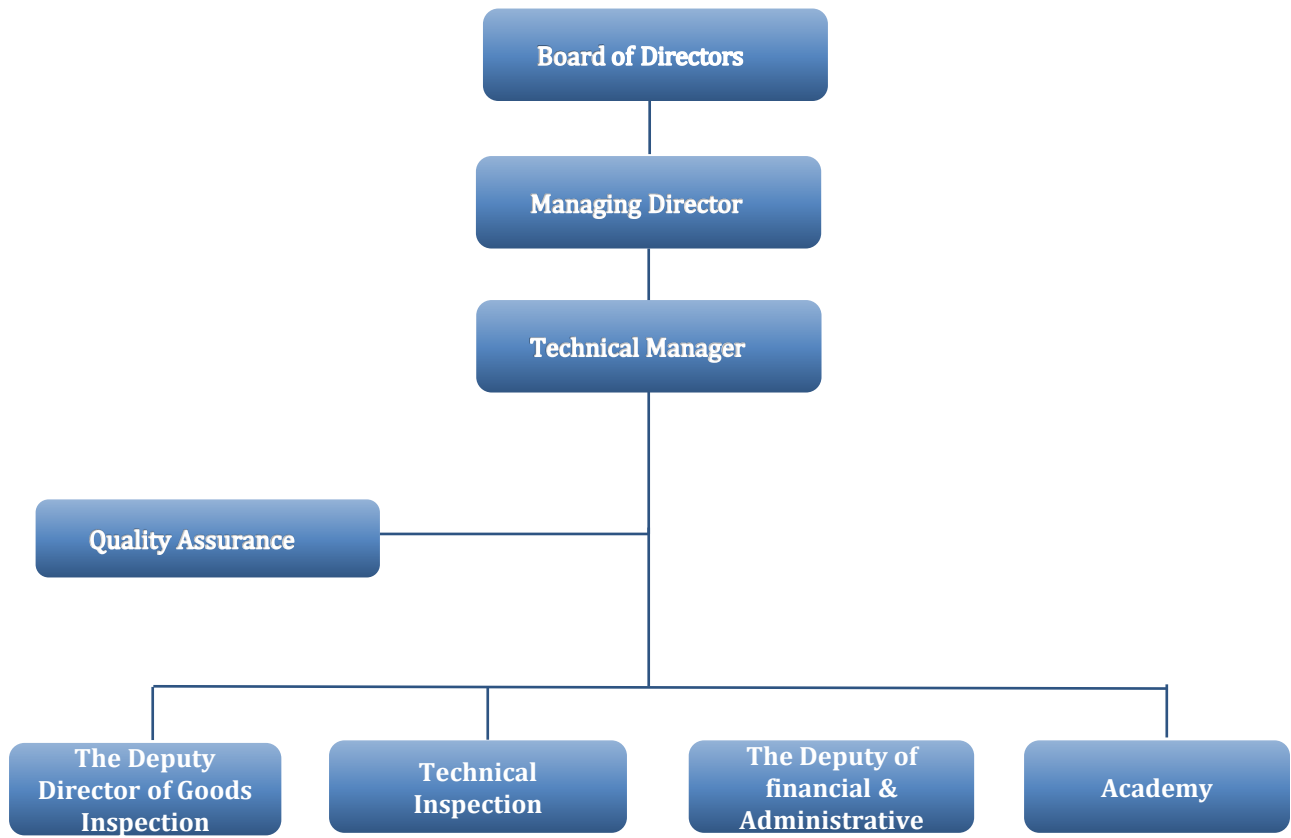 Board of Directors
Managing Director
Technical Manager
Quality Assurance
The Deputy
Director of Goods
Inspection
Technical
Inspection
The Deputy of
financial &
Administrative
Academy